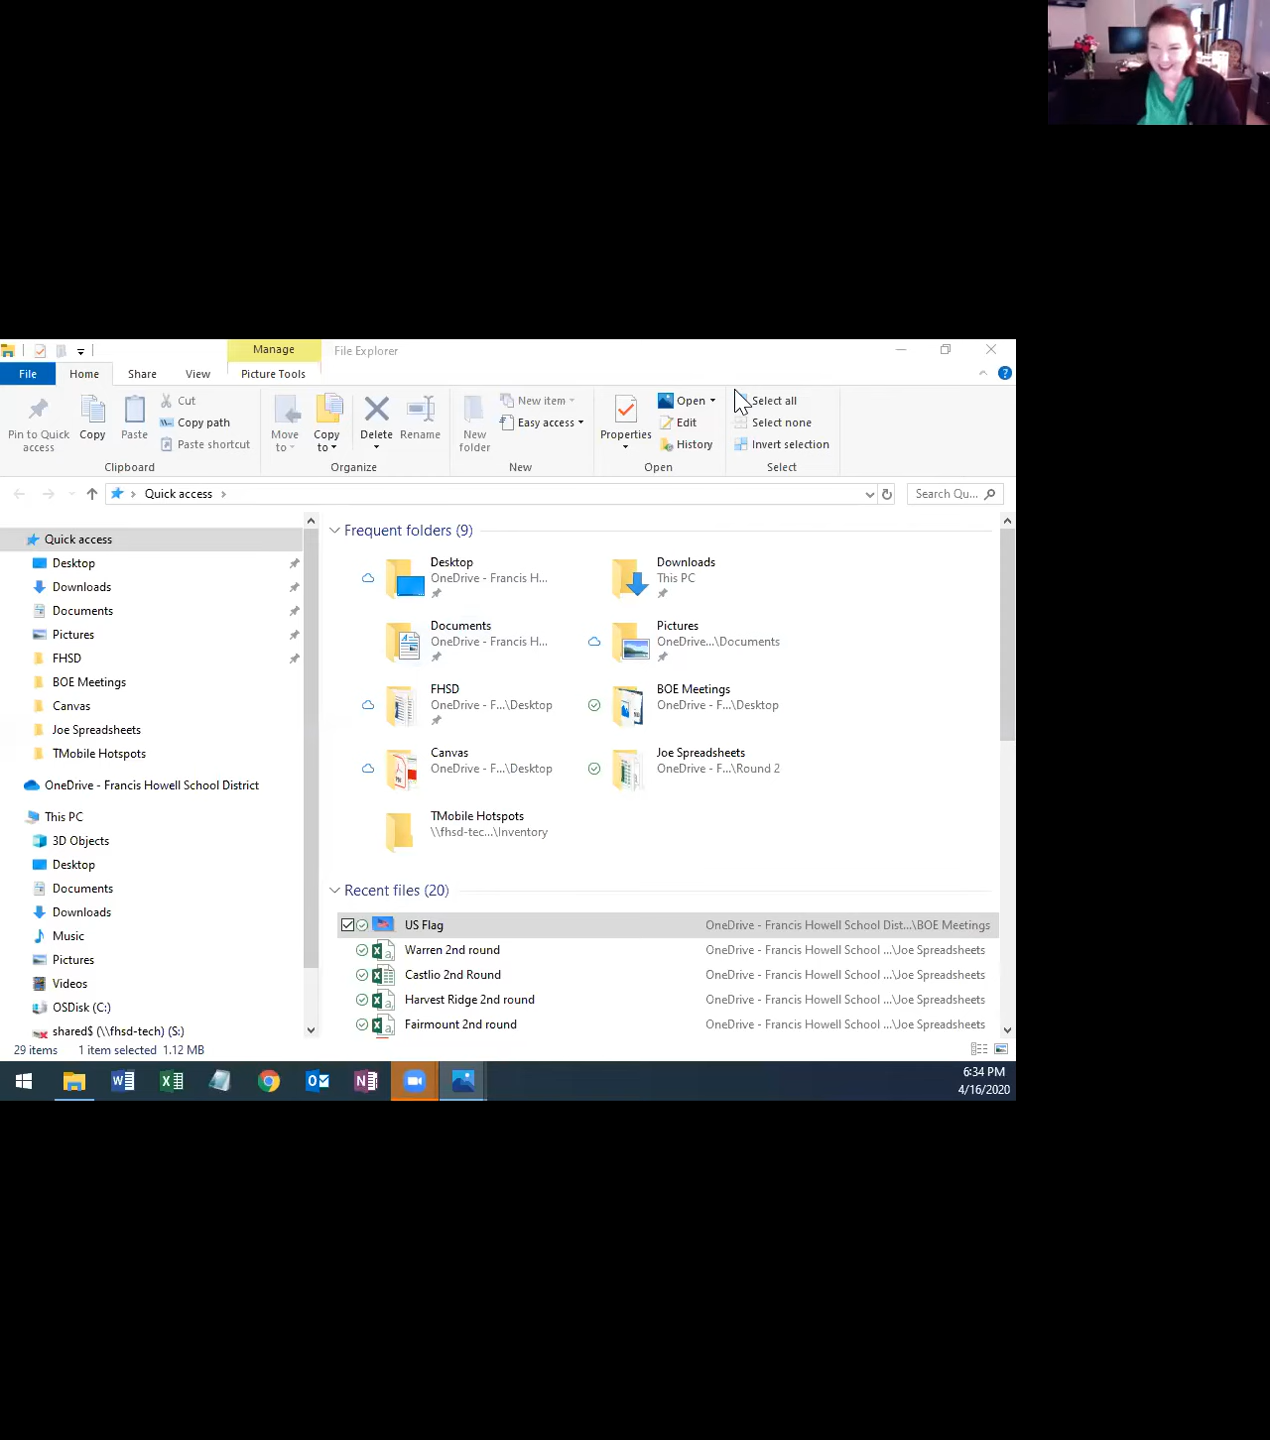 Manage
File Explorer
File
Home
Share
View
Picture Tools
Pin to Quick
access
Copy
Paste
Cut
Copy path
Paste shortcut
Clipboard
Move
to
Copy
to
Delete
Rename
Organize
New
folder
New item
Easy access
New
Properties
Open
Edit
History
Open
Select all
Select none
Invert selection
Select
Quick access
Search Qu...
Quick access
Desktop
Downloads
Documents
Pictures
FHSD
BOE Meetings
Canvas
Joe Spreadsheets
TMobile Hotspots
OneDrive - Francis Howell School District
This PC
3D Objects
Desktop
Documents
Downloads
Music
Pictures
Videos
OSDisk (C:)
shared$ (\\fhsd-tech) (S:)
Frequent folders (9)
Desktop
OneDrive - Francis H...
Downloads
This PC
Documents
OneDrive - Francis H...
Pictures
OneDrive...\Documents
FHSD
OneDrive - F...\Desktop
BOE Meetings
OneDrive - F...\Desktop
Canvas
OneDrive - F...\Desktop
Joe Spreadsheets
OneDrive - F...\Round 2
TMobile Hotspots
\\fhsd-tec...\Inventory
Recent files (20)
US Flag OneDrive - Francis Howell School Dist...\BOE Meetings
Warren 2nd round OneDrive - Francis Howell School ...\Joe Spreadsheets
Castlio 2nd Round OneDrive - Francis Howell School ...\Joe Spreadsheets
Harvest Ridge 2nd round OneDrive - Francis Howell School ...\Joe Spreadsheets
Fairmount 2nd round OneDrive - Francis Howell School ...\Joe Spreadsheets
29 items 1 item selected 1.12 MB
6:34 PM
4/16/2020